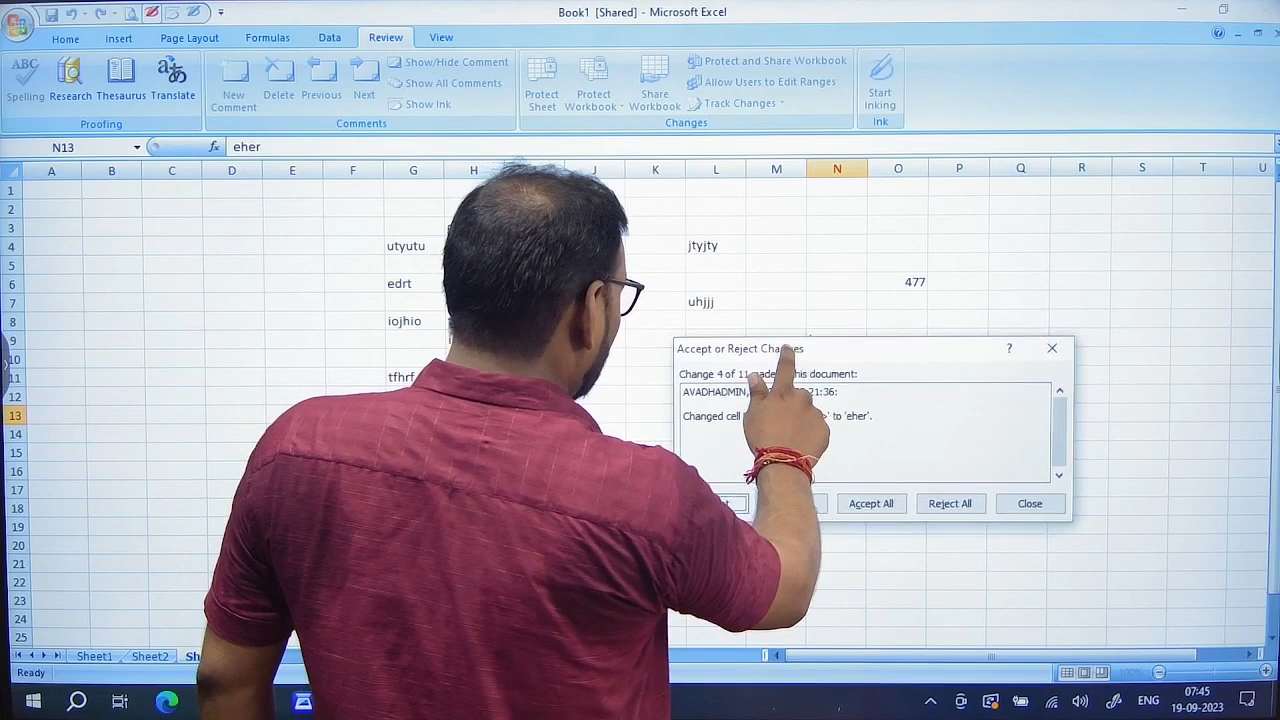 Book1 [Shared] - Microsoft Excel
Home Insert Page Layout Formulas Data Review View
ABC
Spelling Research Thesaurus Translate
Proofing
New Comment Delete Previous Next
Show/Hide Comment
Show All Comments
Show Ink
Comments
Protect Sheet Protect Workbook Share Workbook
Protect and Share Workbook
Allow Users to Edit Ranges
Track Changes
Changes
Start Inking
Ink
N13 fx eher
A B C D E F G H J K L M N O P Q R S T U
1
2
3
4 utyutu jtyjty
5
6 edrt 477
7 uhjjj
8 iojhio
9
10
11 tfhrf
13
14
15
16
17
18
19
20
21
22
23
24
25
Accept or Reject Changes
Change 4 of 11 made this document:
AVADHADMIN, 21:36:
Changed cell to 'eher'.
Accept All Reject All Close
Sheet1 Sheet2 Sh
Ready 100%
ENG 07:45
19-09-2023